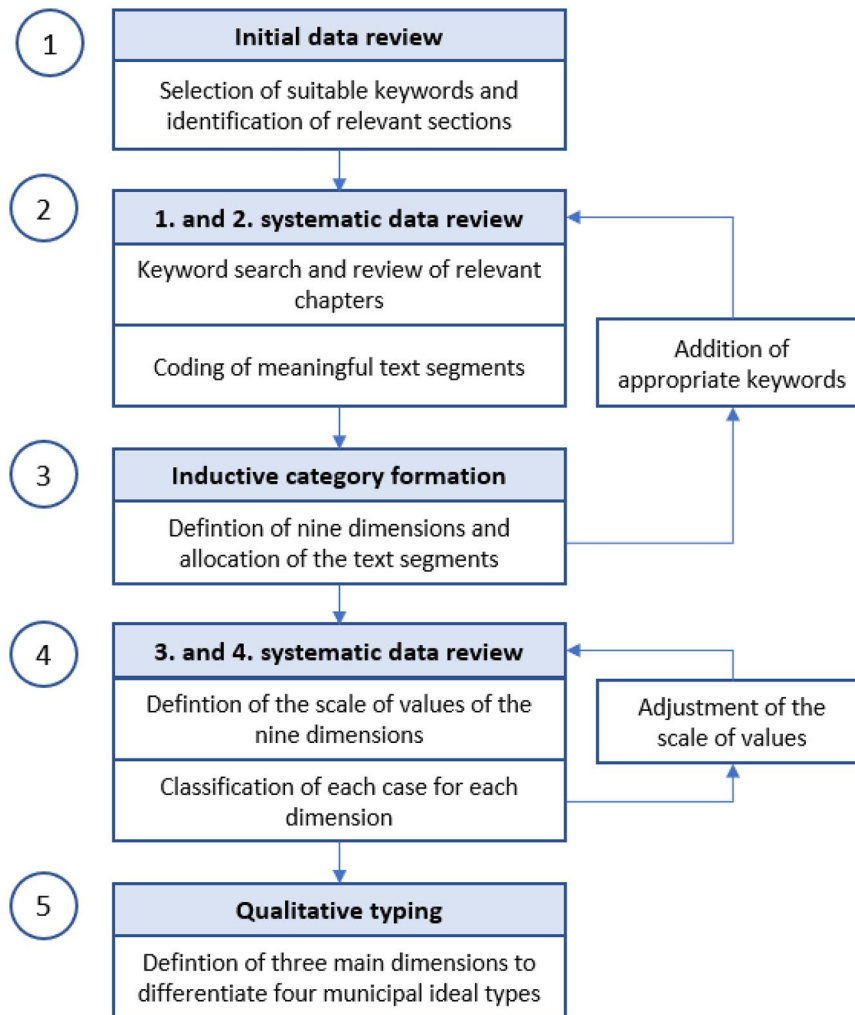 1
Initial data review
Selection of suitable keywords and
identification of relevant sections
2
1. and 2. systematic data review
Keyword search and review of relevant
chapters
Coding of meaningful text segments
Addition of
appropriate keywords
3
Inductive category formation
Defintion of nine dimensions and
allocation of the text segments
4
3. and 4. systematic data review
Defintion of the scale of values of the
nine dimensions
Classification of each case for each
dimension
Adjustment of the
scale of values
5
Qualitative typing
Defintion of three main dimensions to
differentiate four municipal ideal types